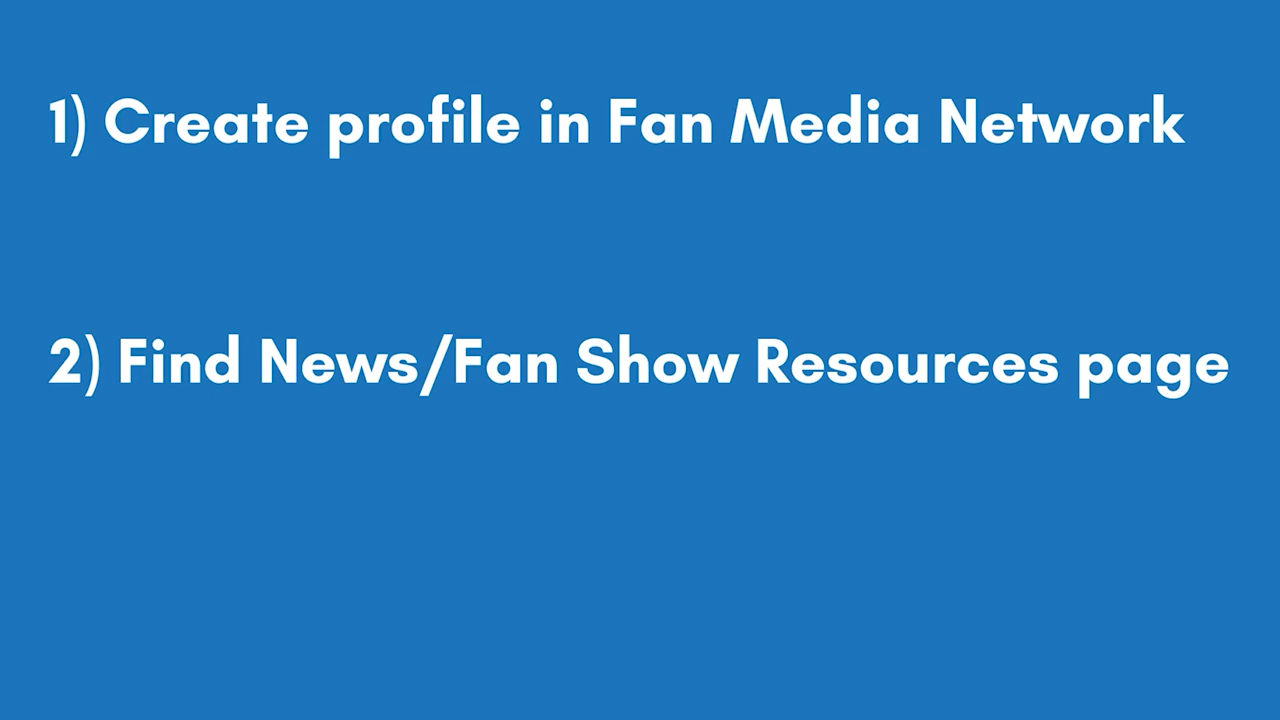 1) Create profile in Fan Media Network
2) Find News/Fan Show Resources page